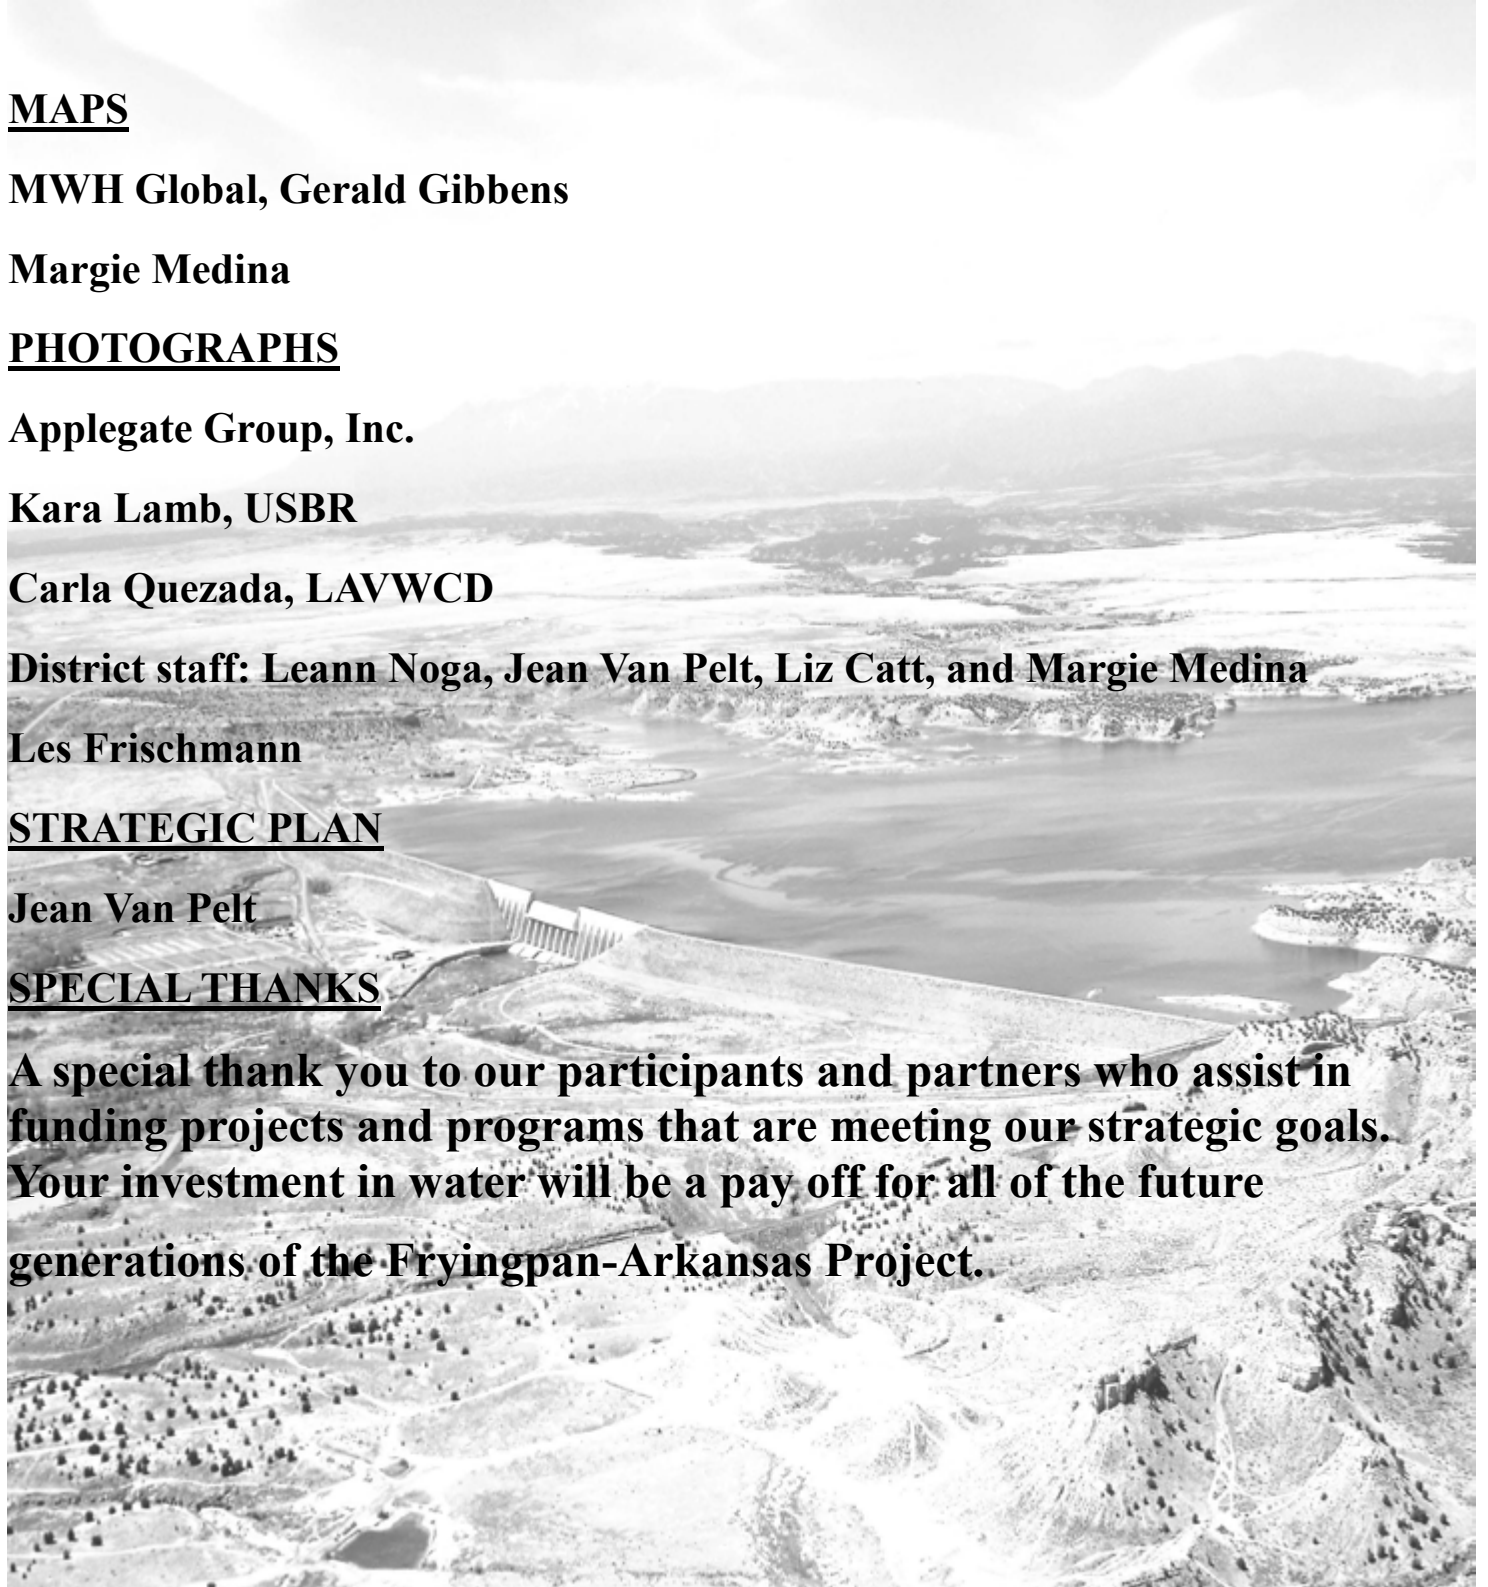 MAPS
MWH Global, Gerald Gibbens
Margie Medina
PHOTOGRAPHS
Applegate Group, Inc.
Kara Lamb, USBR
Carla Quezada, LAVWCD
District staff: Leann Noga, Jean Van Pelt, Liz Catt, and Margie Medina
Les Frischmann
STRATEGIC PLAN
Jean Van Pelt
SPECIAL THANKS
A special thank you to our participants and partners who assist in
funding projects and programs that are meeting our strategic goals.
Your investment in water will be a pay off for all of the future
generations of the Fryingpan-Arkansas Project.